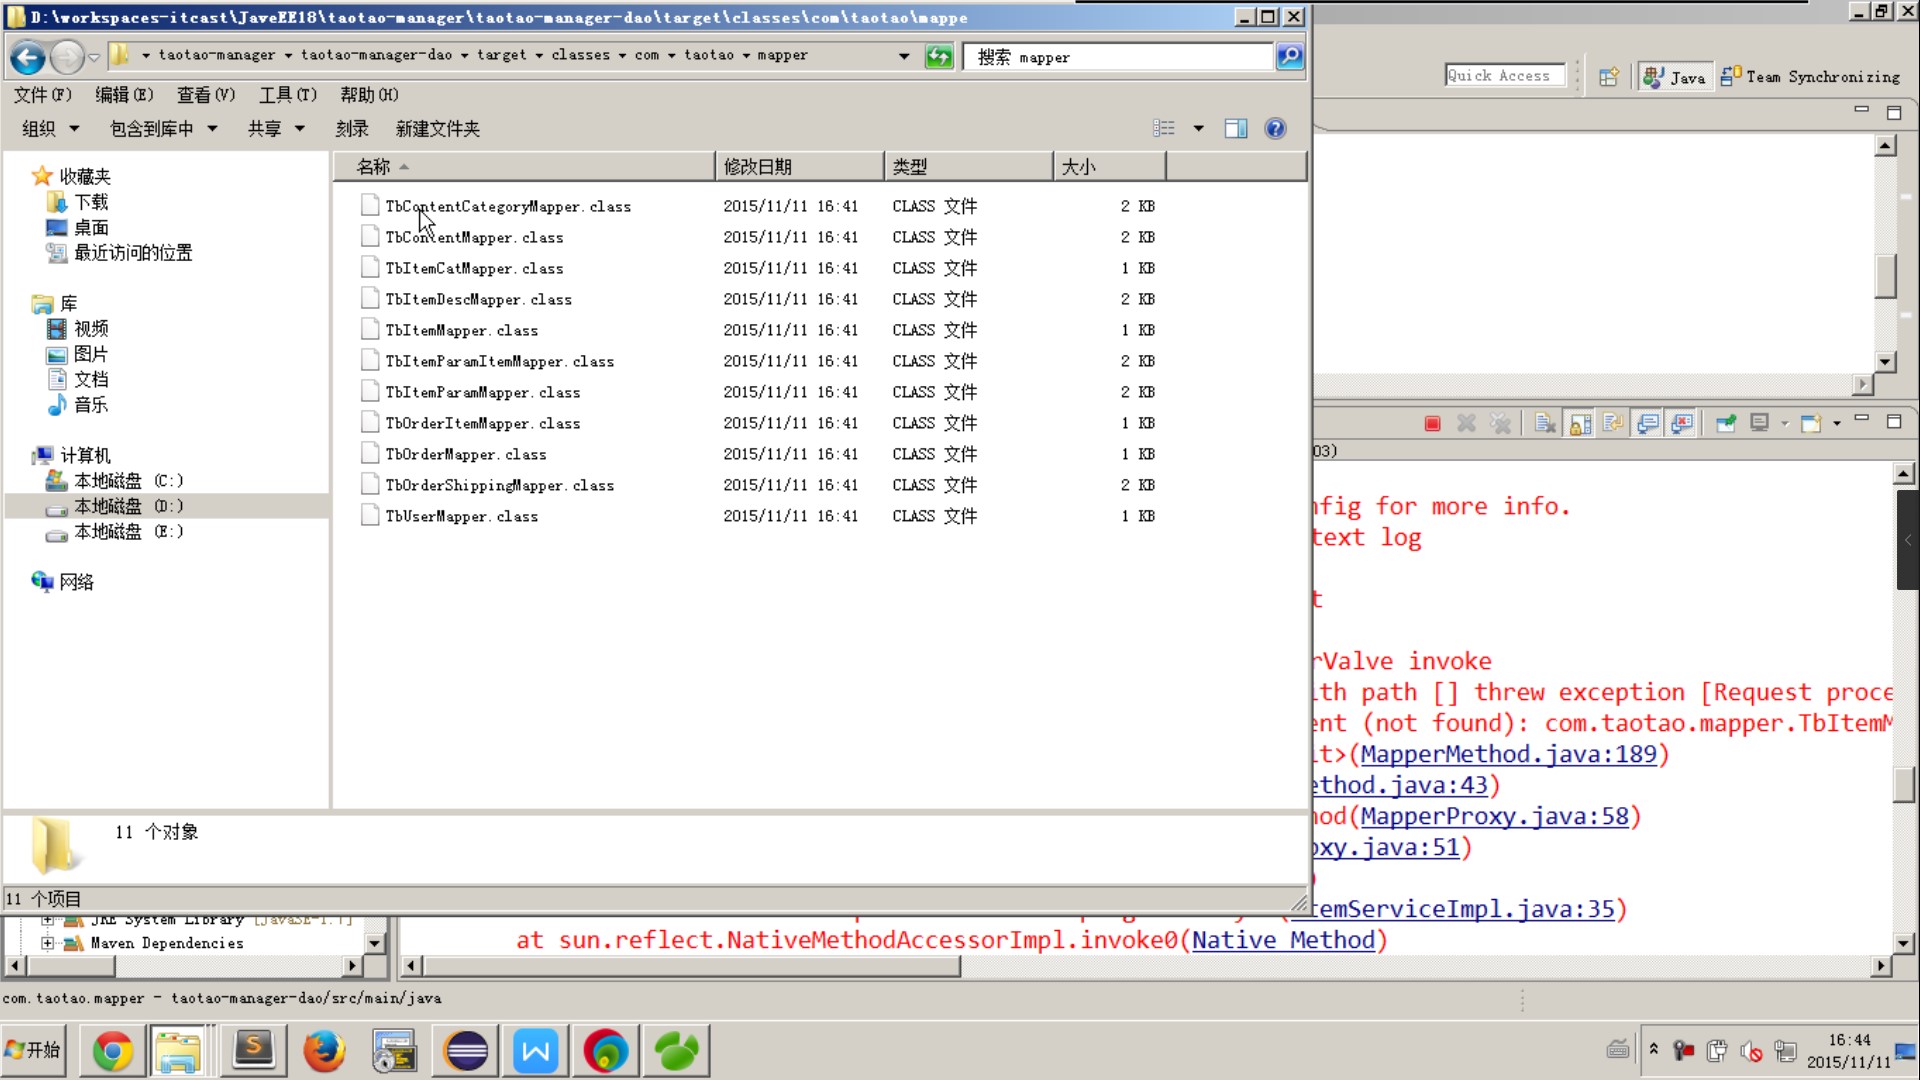 D:\workspaces-itcast\JaveEE18\taotao-manager\taotao-manager-dao\target\classes\com\taotao\mappe
taotao-manager taotao-manager-dao target classes com taotao mapper
搜索 mapper
文件(F) 编辑(E) 查看(V) 工具(T) 帮助(H)
组织 包含到库中 共享 刻录 新建文件夹
Quick Access
Java
Team Synchronizing
收藏夹
下载
桌面
最近访问的位置
库
视频
图片
文档
音乐
计算机
本地磁盘 (C:)
本地磁盘 (D:)
本地磁盘 (E:)
网络
名称 修改日期 类型 大小
TbContentCategoryMapper.class 2015/11/11 16:41 CLASS 文件 2 KB
TbContentMapper.class 2015/11/11 16:41 CLASS 文件 2 KB
TbItemCatMapper.class 2015/11/11 16:41 CLASS 文件 1 KB
TbItemDescMapper.class 2015/11/11 16:41 CLASS 文件 2 KB
TbItemMapper.class 2015/11/11 16:41 CLASS 文件 1 KB
TbItemParamItemMapper.class 2015/11/11 16:41 CLASS 文件 2 KB
TbItemParamMapper.class 2015/11/11 16:41 CLASS 文件 2 KB
TbOrderItemMapper.class 2015/11/11 16:41 CLASS 文件 1 KB
TbOrderMapper.class 2015/11/11 16:41 CLASS 文件 1 KB
TbOrderShippingMapper.class 2015/11/11 16:41 CLASS 文件 2 KB
TbUserMapper.class 2015/11/11 16:41 CLASS 文件 1 KB
11 个对象
11 个项目
03)
nfig for more info.
text log
t
rValve invoke
ith path [] threw exception [Request proce
ent (not found): com.taotao.mapper.TbItemM
it>(MapperMethod.java:189)
ethod.java:43)
hod(MapperProxy.java:58)
oxy.java:51)
)
temServiceImpl.java:35)
at sun.reflect.NativeMethodAccessorImpl.invoke0(Native Method)
JRE System Library [JavaSE-1.7]
Maven Dependencies
com.taotao.mapper - taotao-manager-dao/src/main/java
开始
16:44
2015/11/11